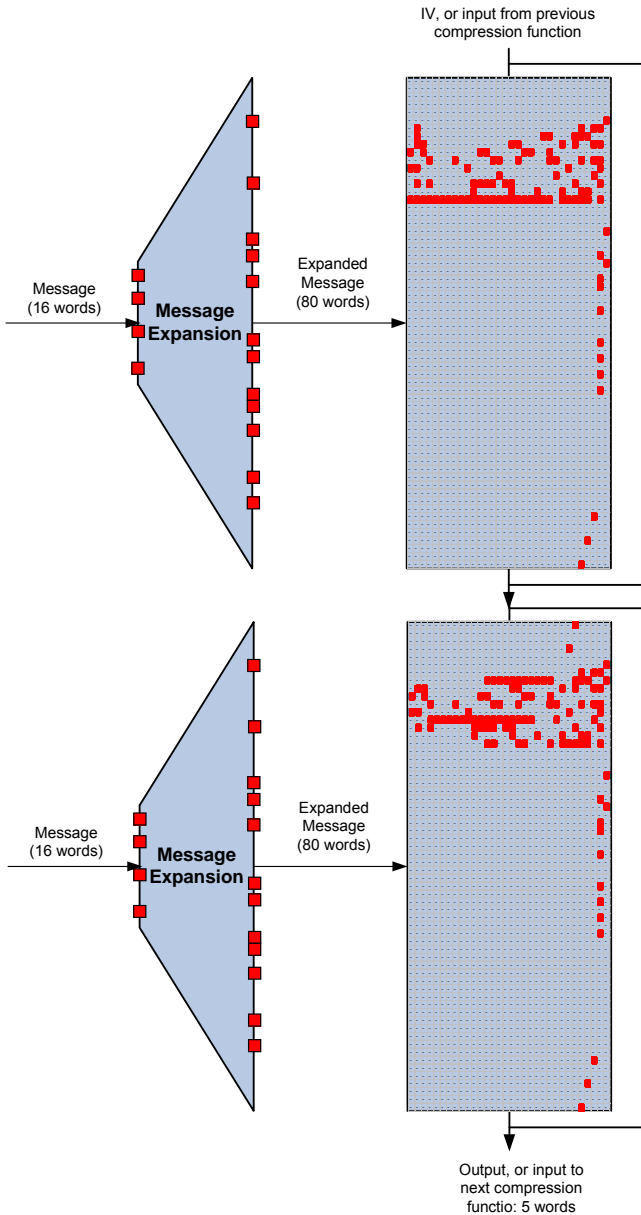 IV, or input from previous
compression function
Message
(16 words)
Message
Expansion
Expanded
Message
(80 words)
Message
(16 words)
Message
Expansion
Expanded
Message
(80 words)
Output, or input to
next compression
functio: 5 words